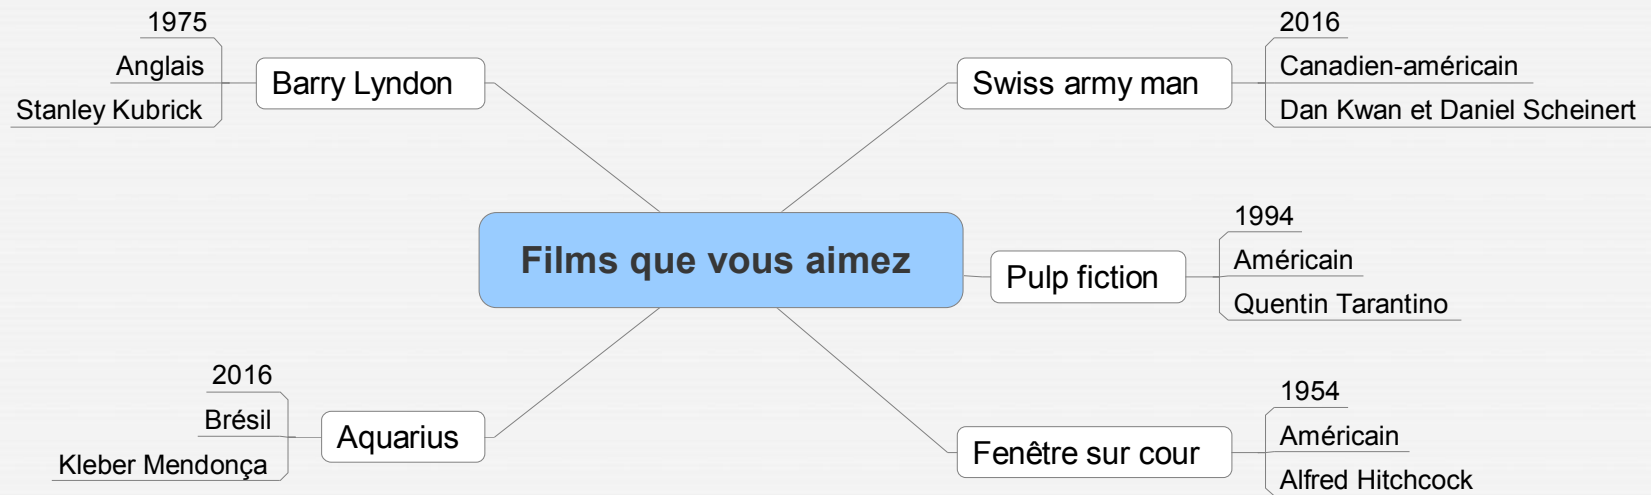 1975
Anglais
Stanley Kubrick
Barry Lyndon
Swiss army man
2016
Canadien-américain
Dan Kwan et Daniel Scheinert
Films que vous aimez
Pulp fiction
1994
Américain
Quentin Tarantino
2016
Brésil
Kleber Mendonça
Aquarius
Fenêtre sur cour
1954
Américain
Alfred Hitchcock